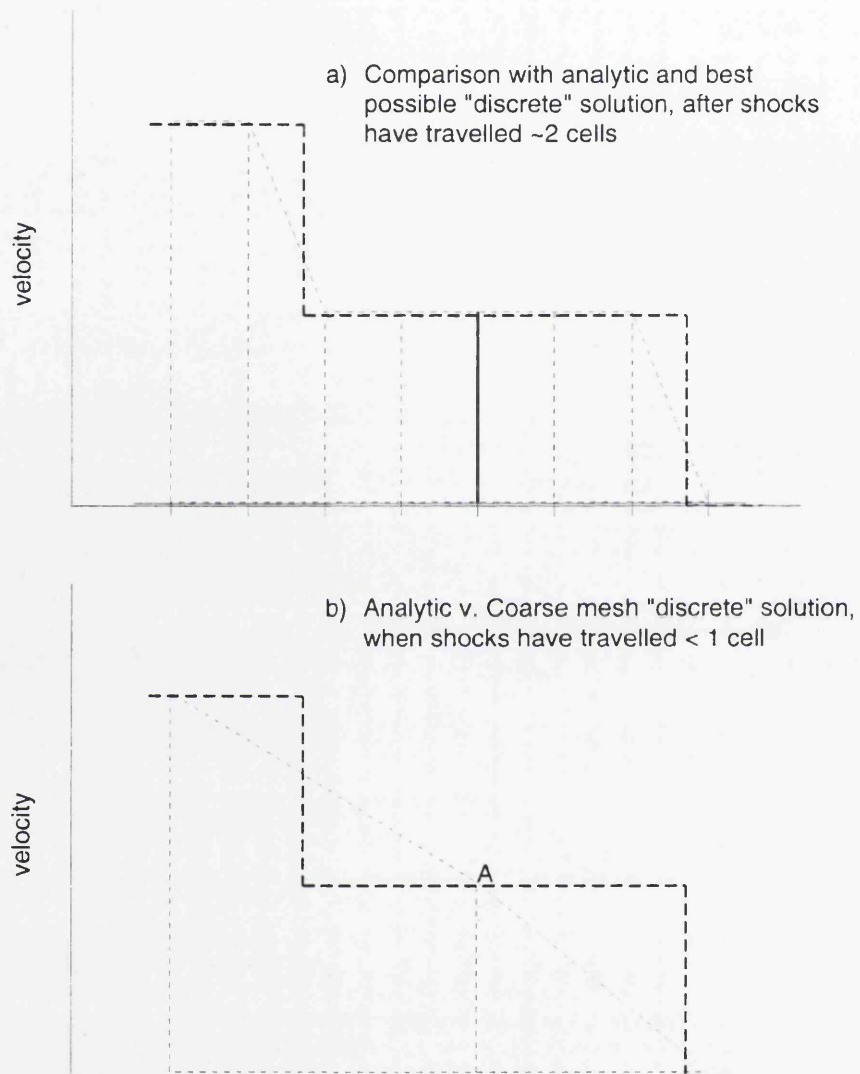 a) Comparison with analytic and best
possible "discrete" solution, after shocks
have travelled ~2 cells
velocity
b) Analytic v. Coarse mesh "discrete" solution,
when shocks have travelled < 1 cell
velocity
A